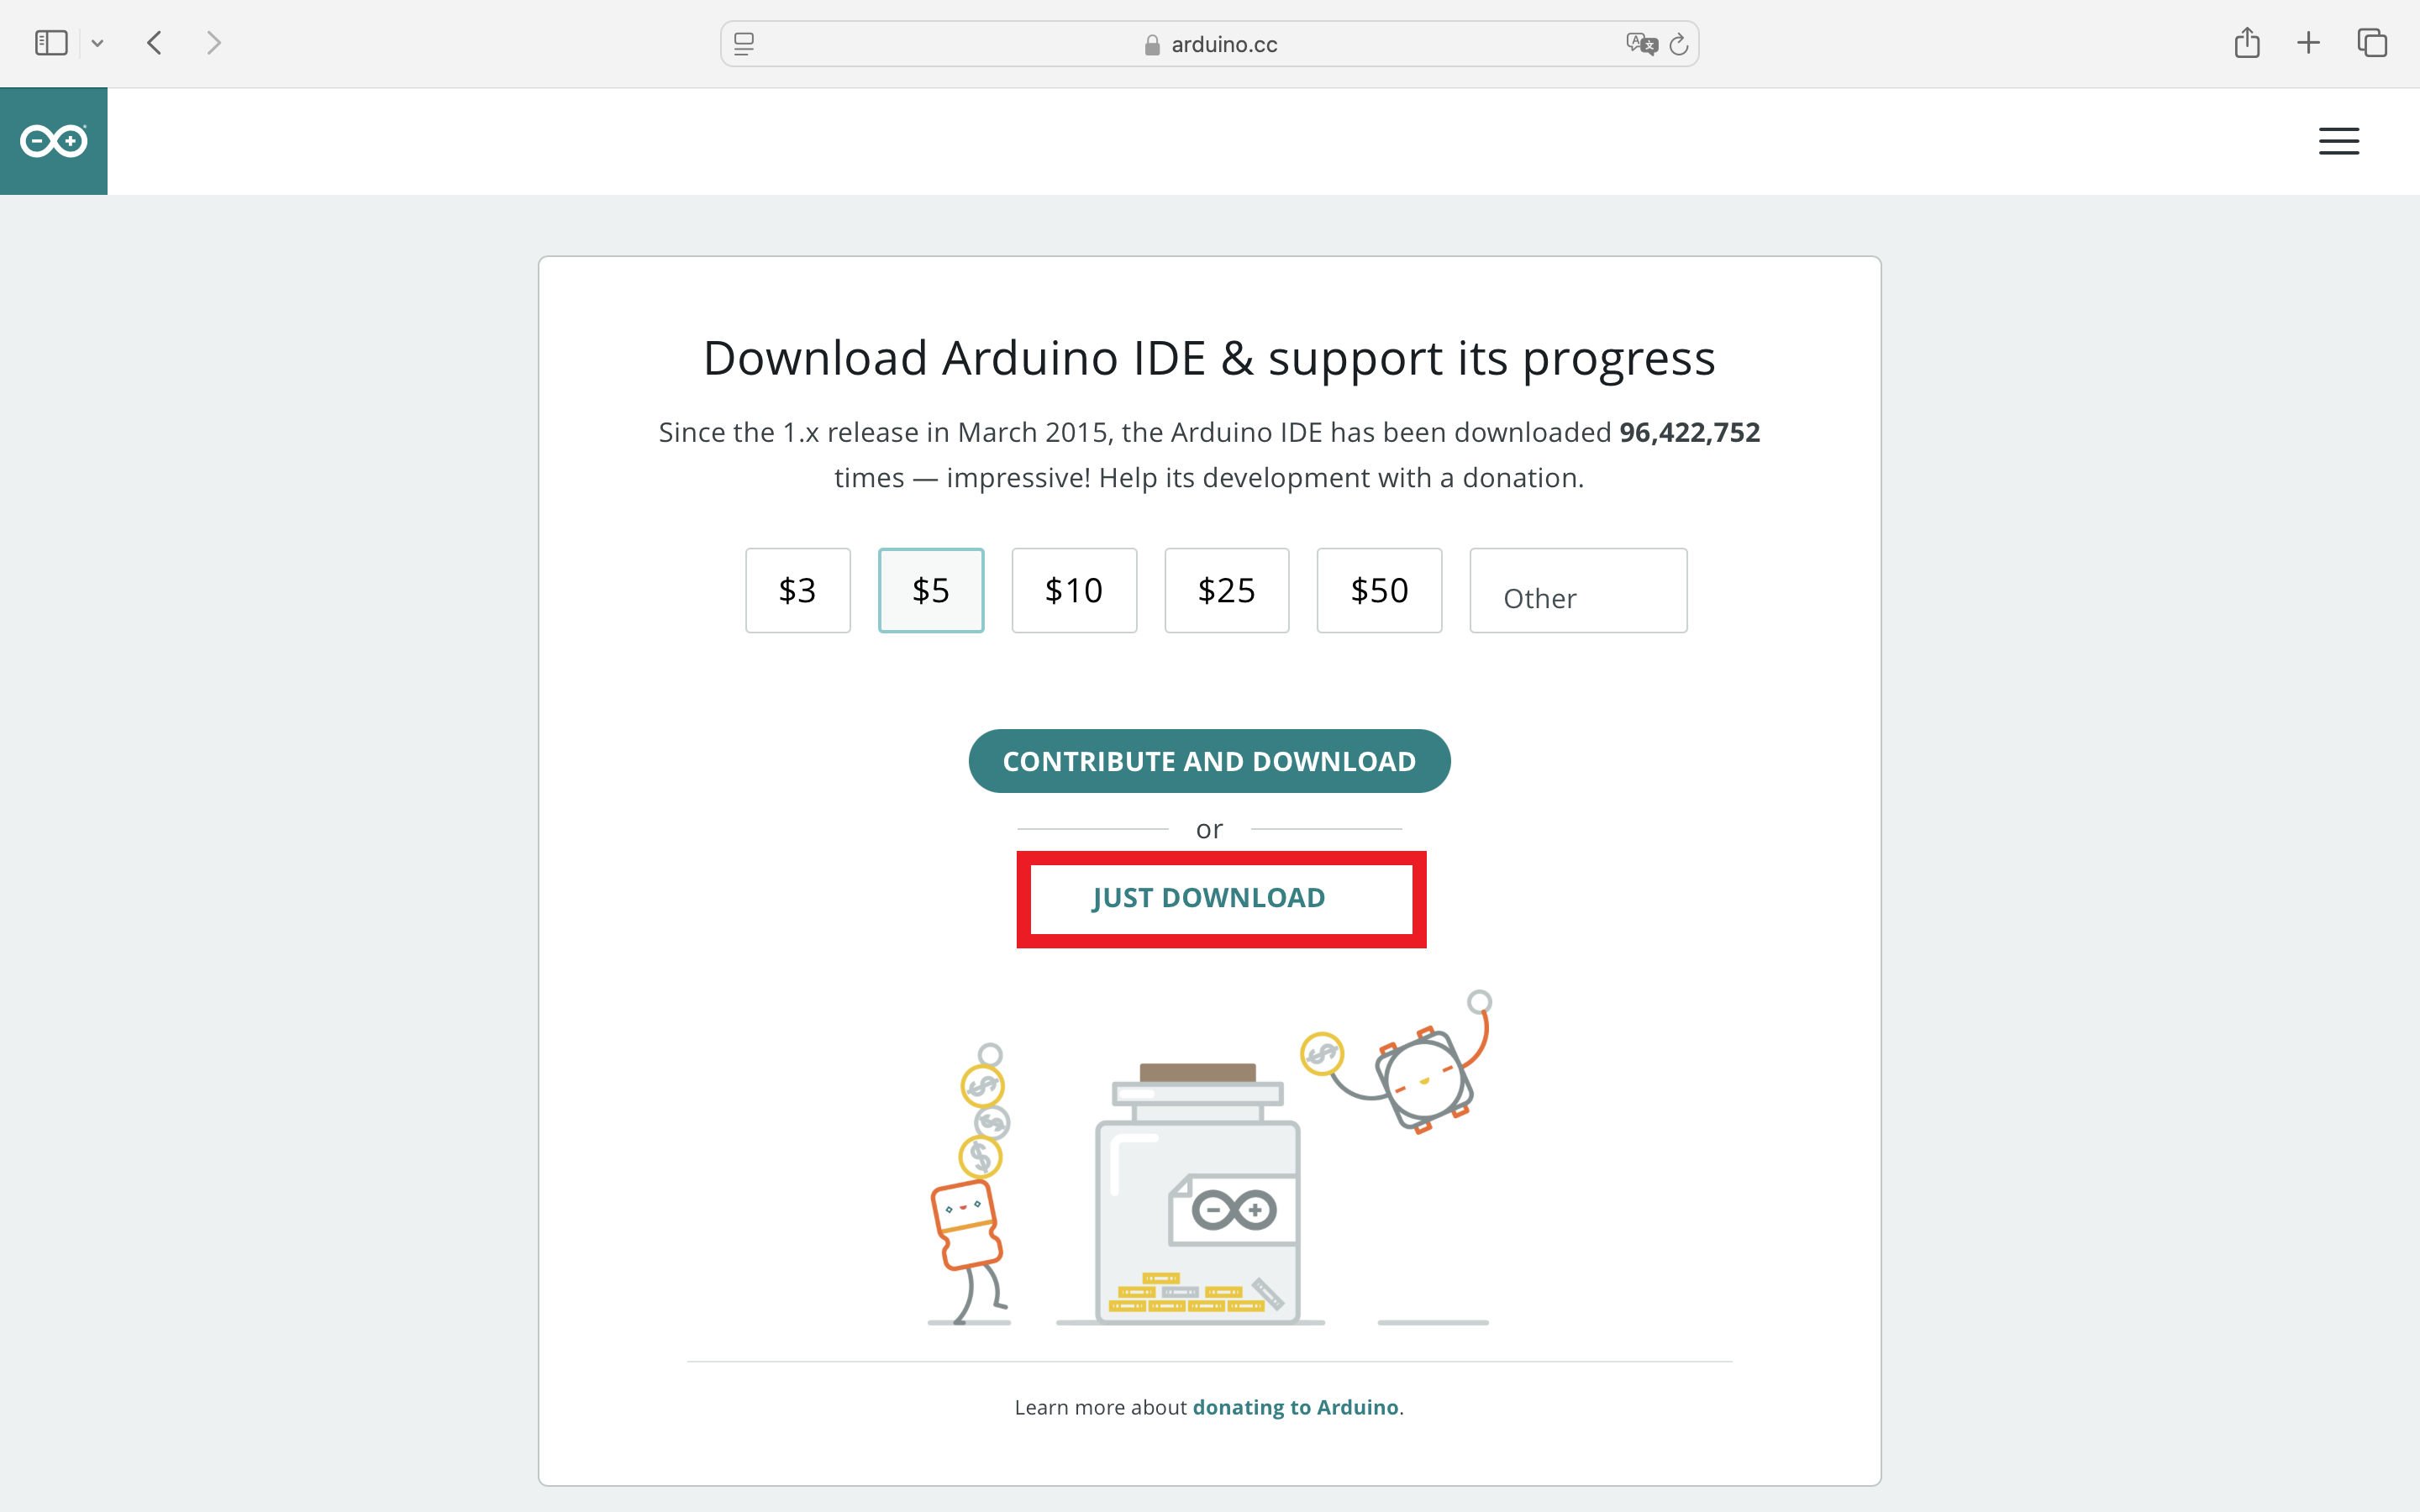 arduino.cc
Download Arduino IDE & support its progress
Since the 1.x release in March 2015, the Arduino IDE has been downloaded 96,422,752
times — impressive! Help its development with a donation.
$3 $5 $10 $25 $50 Other
CONTRIBUTE AND DOWNLOAD
or
JUST DOWNLOAD
Learn more about donating to Arduino.